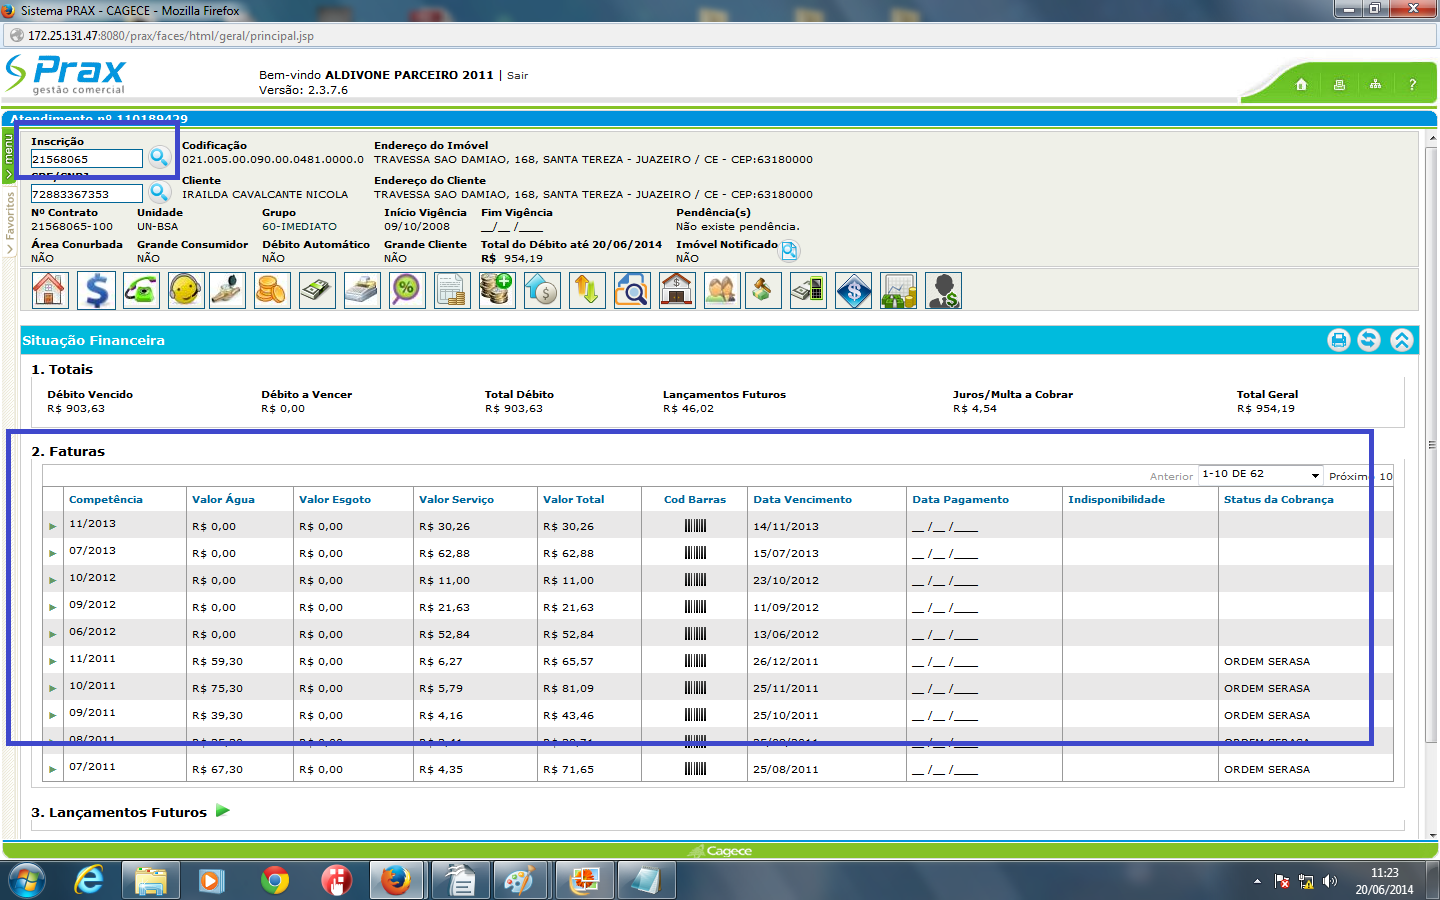 Sistema PRAX - CAGECE - Mozilla Firefox
172.25.131.47:8080/prax/faces/html/geral/principal.jsp
Prax
gestão comercial
Bem-vindo ALDIVONE PARCEIRO 2011 | Sair
Versão: 2.3.7.6
?
Atendimento nº 110189429
menu
Favoritos
Inscrição Codificação Endereço do Imóvel
21568065 021.005.00.090.00.0481.0000.0 TRAVESSA SAO DAMIAO, 168, SANTA TEREZA - JUAZEIRO / CE - CEP:63180000
CPF/CNPJ Cliente Endereço do Cliente
72883367353 IRAILDA CAVALCANTE NICOLA TRAVESSA SAO DAMIAO, 168, SANTA TEREZA - JUAZEIRO / CE - CEP:63180000
Nº Contrato Unidade Grupo Início Vigência Fim Vigência Pendência(s)
21568065-100 UN-BSA 60-IMEDIATO 09/10/2008 __/__ /____ Não existe pendência.
Área Conurbada Grande Consumidor Débito Automático Grande Cliente Total do Débito até 20/06/2014 Imóvel Notificado
NÃO NÃO NÃO NÃO R$ 954,19 NÃO
Situação Financeira
1. Totais
Débito Vencido Débito a Vencer Total Débito Lançamentos Futuros Juros/Multa a Cobrar Total Geral
R$ 903,63 R$ 0,00 R$ 903,63 R$ 46,02 R$ 4,54 R$ 954,19
2. Faturas
Anterior 1-10 DE 62 Próximo 10
Competência Valor Água Valor Esgoto Valor Serviço Valor Total Cod Barras Data Vencimento Data Pagamento Indisponibilidade Status da Cobrança
11/2013 R$ 0,00 R$ 0,00 R$ 30,26 R$ 30,26 14/11/2013 __ /__ /____
07/2013 R$ 0,00 R$ 0,00 R$ 62,88 R$ 62,88 15/07/2013 __ /__ /____
10/2012 R$ 0,00 R$ 0,00 R$ 11,00 R$ 11,00 23/10/2012 __ /__ /____
09/2012 R$ 0,00 R$ 0,00 R$ 21,63 R$ 21,63 11/09/2012 __ /__ /____
06/2012 R$ 0,00 R$ 0,00 R$ 52,84 R$ 52,84 13/06/2012 __ /__ /____
11/2011 R$ 59,30 R$ 0,00 R$ 6,27 R$ 65,57 26/12/2011 __ /__ /____ ORDEM SERASA
10/2011 R$ 75,30 R$ 0,00 R$ 5,79 R$ 81,09 25/11/2011 __ /__ /____ ORDEM SERASA
09/2011 R$ 39,30 R$ 0,00 R$ 4,16 R$ 43,46 25/10/2011 __ /__ /____ ORDEM SERASA
08/2011 R$ 0,00 ORDEM SERASA
07/2011 R$ 67,30 R$ 0,00 R$ 4,35 R$ 71,65 25/08/2011 __ /__ /____ ORDEM SERASA
3. Lançamentos Futuros
Cagece
11:23
20/06/2014